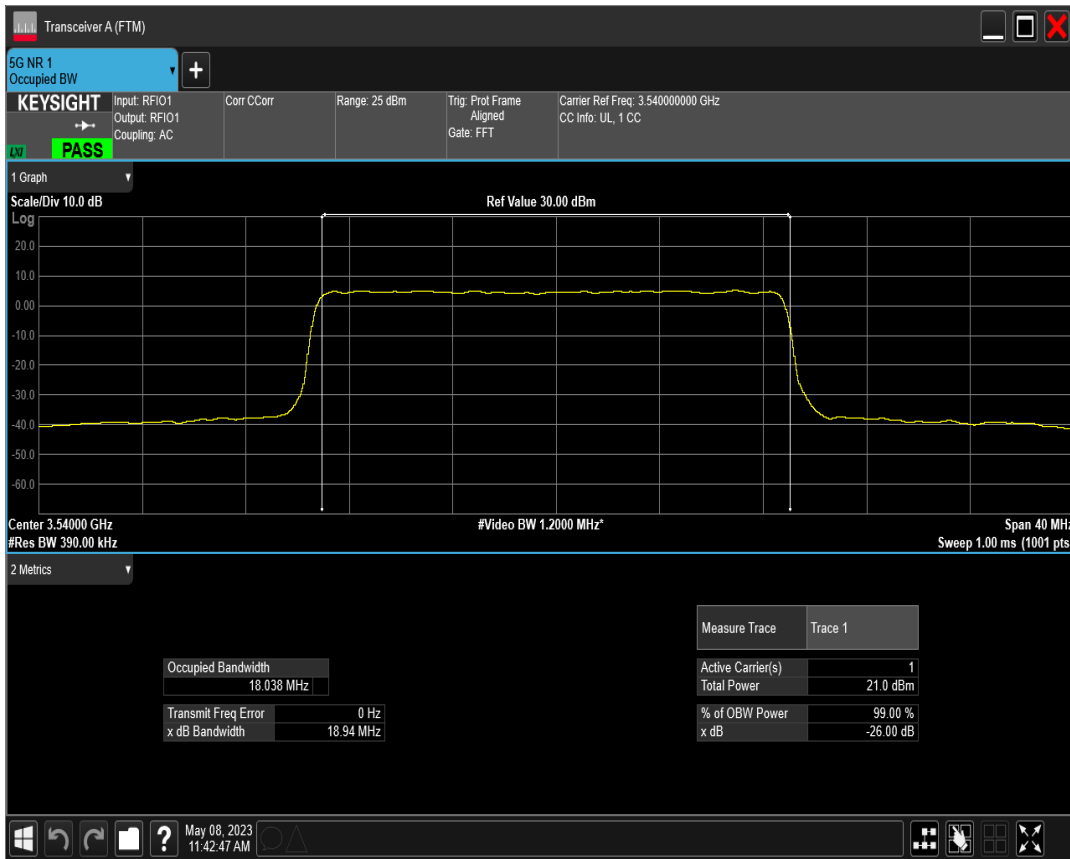 Transceiver A (FTM)
5G NR 1
Occupied BW
+
KEYSIGHT
LXI
PASS
Input: RFIO1
Output: RFIO1
Coupling: AC
Corr CCorr
Range: 25 dBm
Trig: Prot Frame
Aligned
Gate: FFT
Carrier Ref Freq: 3.540000000 GHz
CC Info: UL, 1 CC
1 Graph
Scale/Div 10.0 dB
Ref Value 30.00 dBm
Log
20.0
10.0
0.00
-10.0
-20.0
-30.0
-40.0
-50.0
-60.0
Center 3.54000 GHz
#Video BW 1.2000 MHz*
Span 40 MHz
#Res BW 390.00 kHz
Sweep 1.00 ms (1001 pts
2 Metrics
Measure Trace Trace 1
Occupied Bandwidth
18.038 MHz
Active Carrier(s) 1
Total Power 21.0 dBm
Transmit Freq Error 0 Hz
x dB Bandwidth 18.94 MHz
% of OBW Power 99.00 %
x dB -26.00 dB
?
May 08, 2023
11:42:47 AM